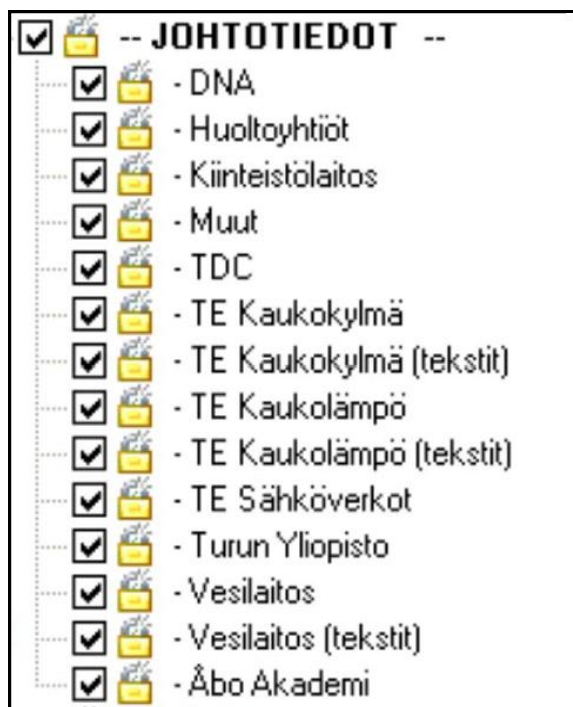 -- JOHTOTIEDOT --
- DNA
- Huoltoyhtiöt
- Kiinteistölaitos
- Muut
- TDC
- TE Kaukokylmä
- TE Kaukokylmä (tekstit)
- TE Kaukolämpö
- TE Kaukolämpö (tekstit)
- TE Sähköverkot
- Turun Yliopisto
- Vesilaitos
- Vesilaitos (tekstit)
- Åbo Akademi